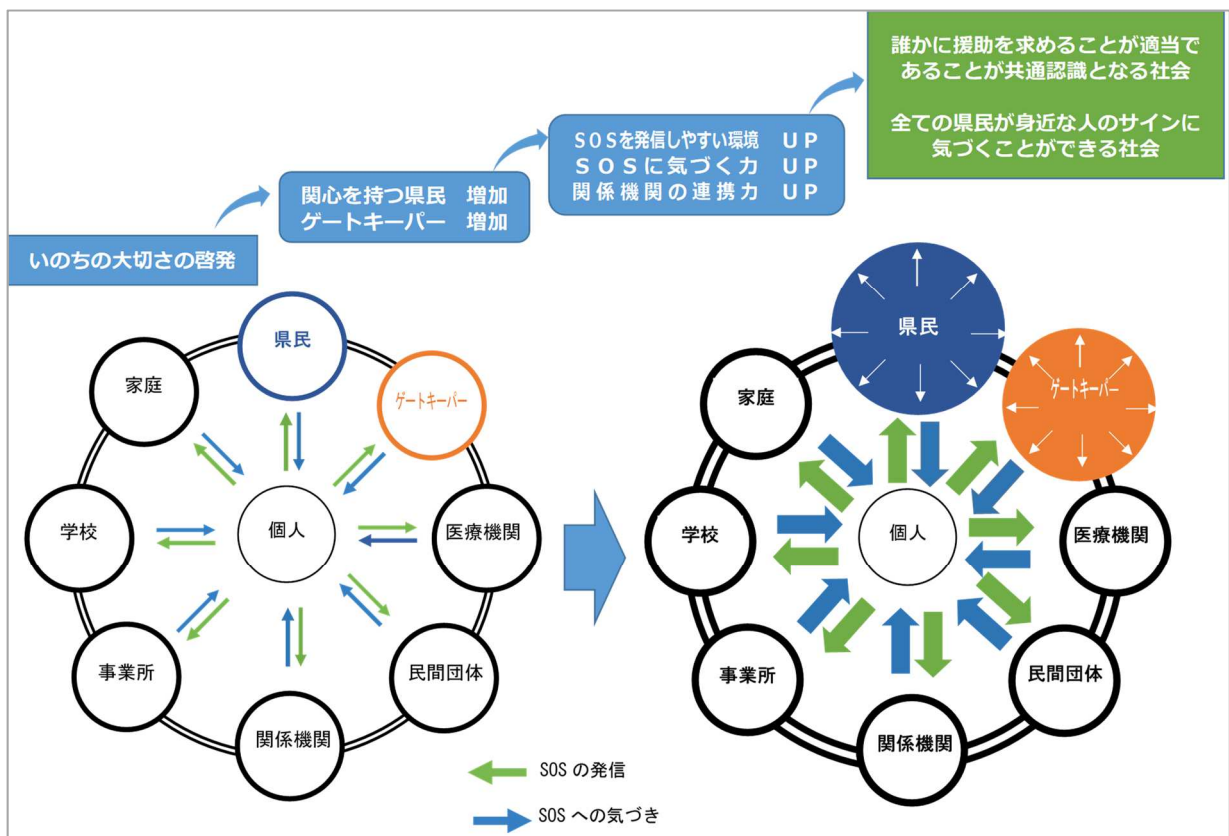 誰かに援助を求めることが適当で
あることが共通認識となる社会
全ての県民が身近な人のサインに
気づくことができる社会
SOSを発信しやすい環境　UP
SOSに気づく力　UP
関係機関の連携力　UP
関心を持つ県民　増加
ゲートキーパー　増加
いのちの大切さの啓発
県民
家庭
ゲートキーパー
学校
個人
医療機関
事業所
民間団体
関係機関
県民
ゲートキーパー
家庭
学校
個人
医療機関
事業所
民間団体
関係機関
SOS の発信
SOS への気づき